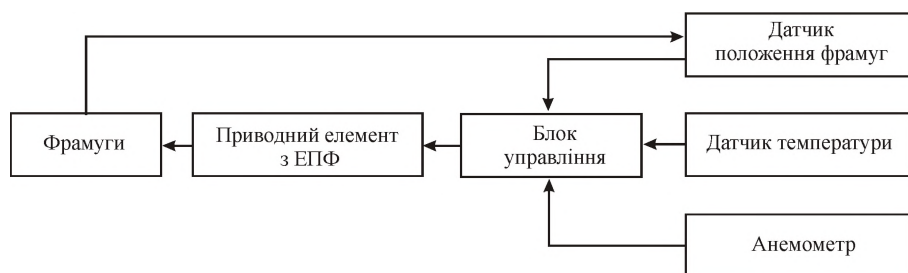 Датчик
положення фрамуг
Фрамуги
Приводний елемент
з ЕПФ
Блок
управління
Датчик температури
Анемометр